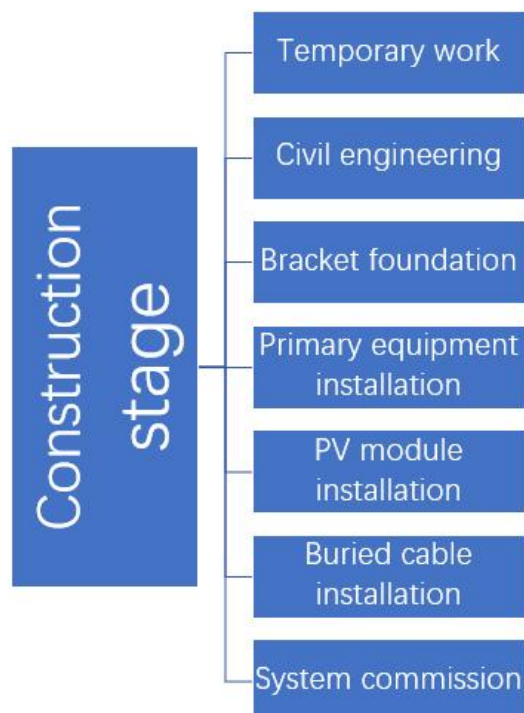 Construction
stage
Temporary work
Civil engineering
Bracket foundation
Primary equipment
installation
PV module
installation
Buried cable
installation
System commission